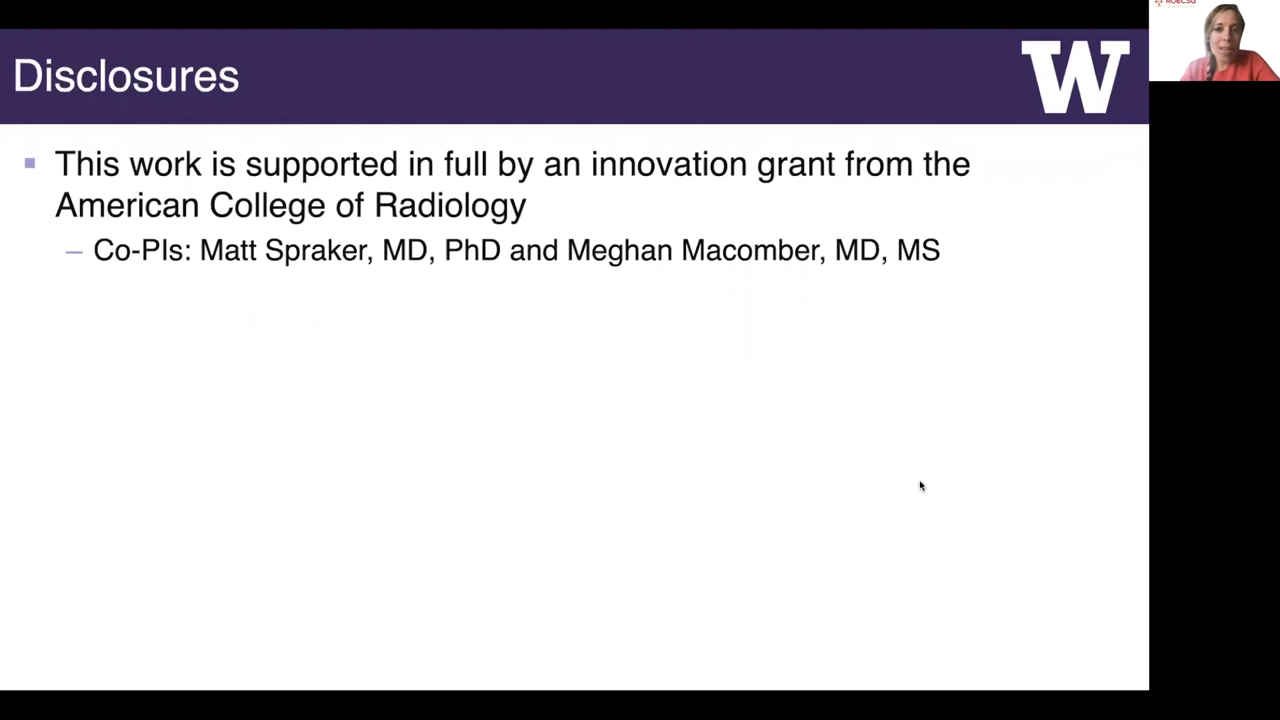 ROECSG
Disclosures
W
This work is supported in full by an innovation grant from the
American College of Radiology
– Co-PIs: Matt Spraker, MD, PhD and Meghan Macomber, MD, MS